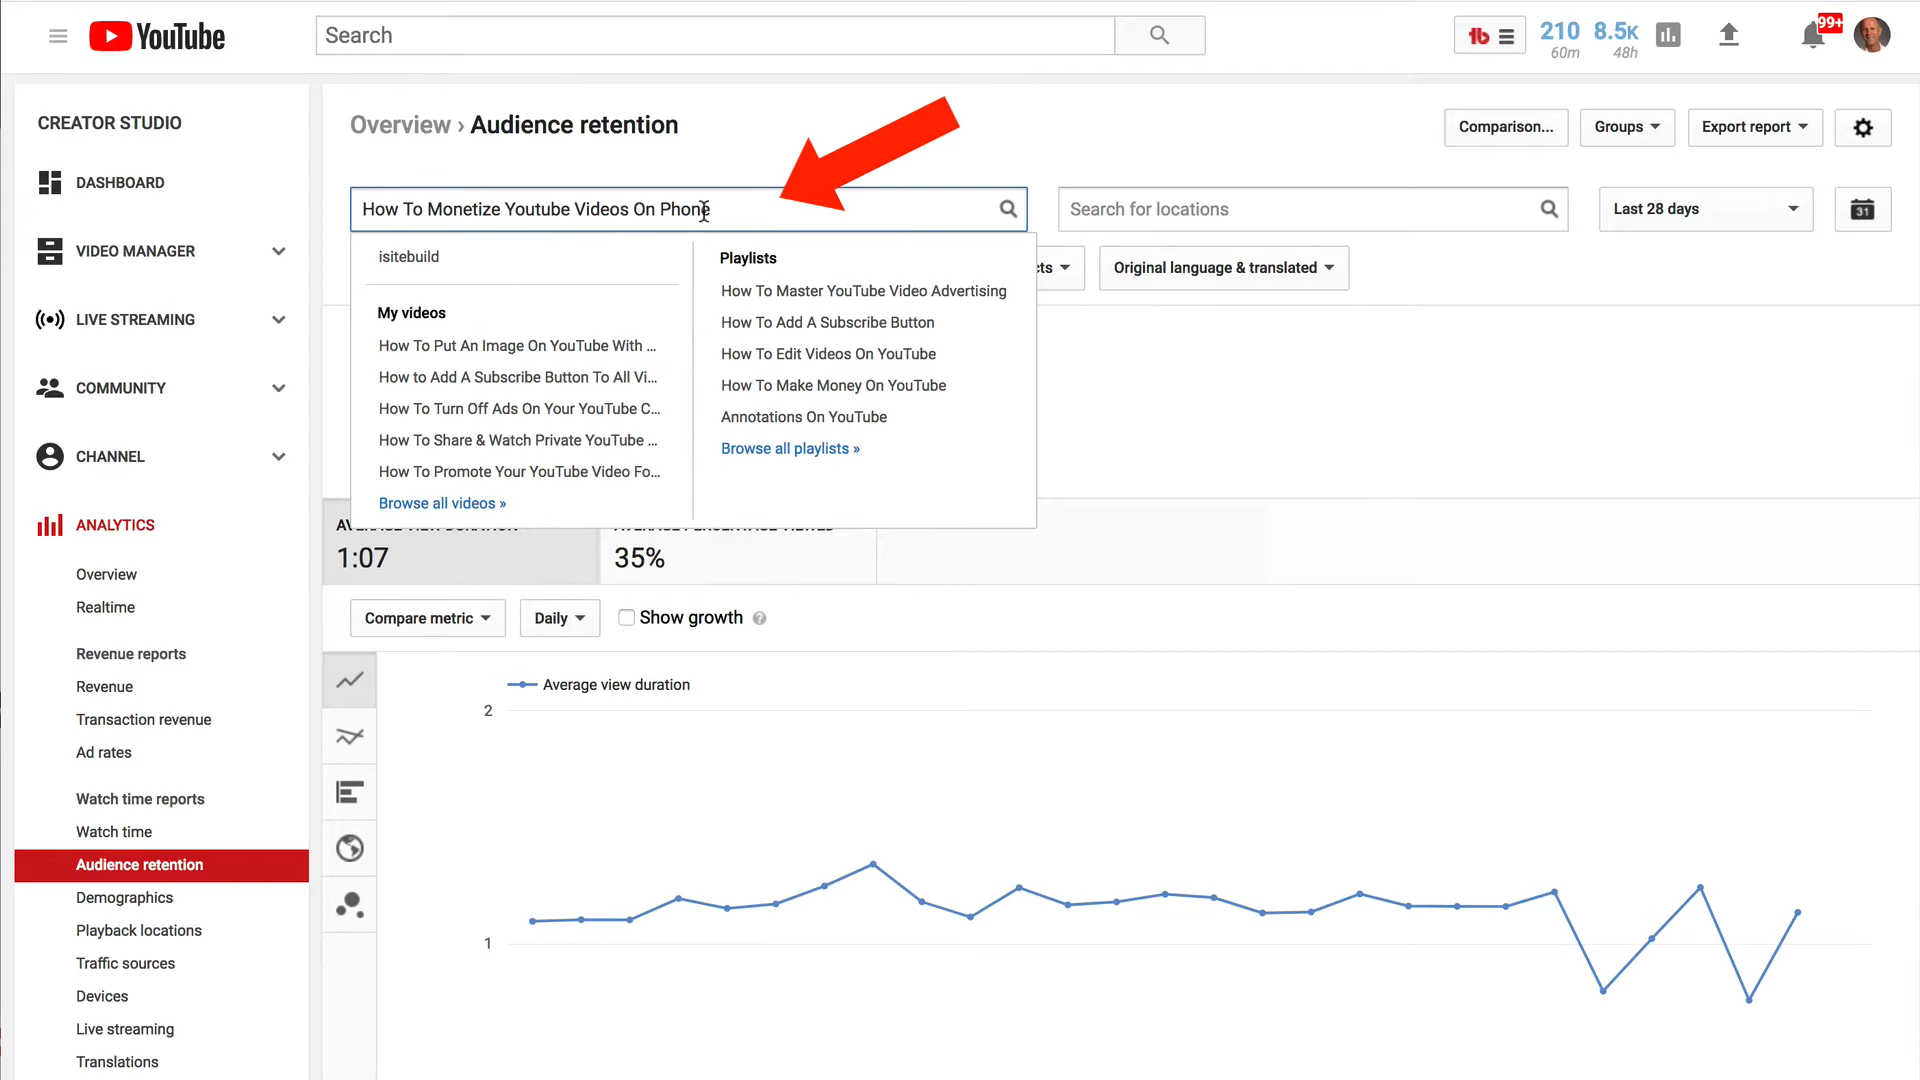 YouTube
Search
210
60m
8.5K
48h
99+
CREATOR STUDIO
DASHBOARD
VIDEO MANAGER
LIVE STREAMING
COMMUNITY
CHANNEL
ANALYTICS
Overview
Realtime
Revenue reports
Revenue
Transaction revenue
Ad rates
Watch time reports
Watch time
Audience retention
Demographics
Playback locations
Traffic sources
Devices
Live streaming
Translations
Overview › Audience retention
Comparison...
Groups
Export report
How To Monetize Youtube Videos On Phone
Search for locations
Last 28 days
31
cts
Original language & translated
isitebuild
My videos
How To Put An Image On YouTube With ...
How to Add A Subscribe Button To All Vi...
How To Turn Off Ads On Your YouTube C...
How To Share & Watch Private YouTube ...
How To Promote Your YouTube Video Fo...
Browse all videos »
Playlists
How To Master YouTube Video Advertising
How To Add A Subscribe Button
How To Edit Videos On YouTube
How To Make Money On YouTube
Annotations On YouTube
Browse all playlists »
AVERAGE VIEW DURATION
1:07
AVERAGE PERCENTAGE VIEWED
35%
Compare metric
Daily
Show growth ?
Average view duration
2
1